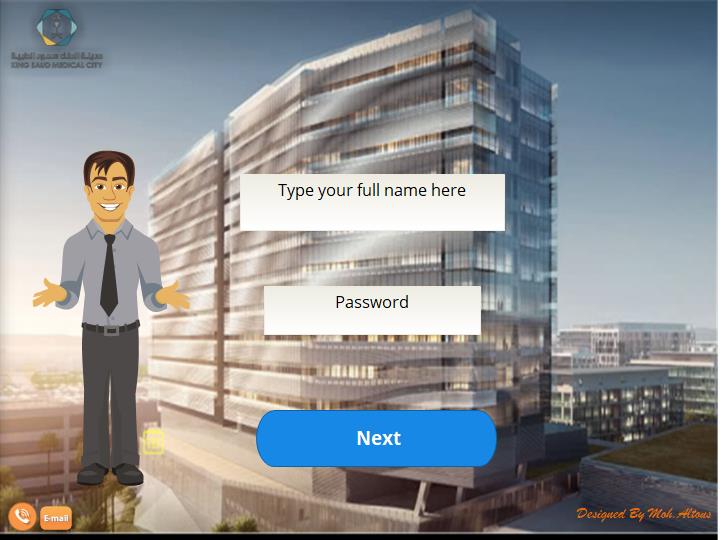 مدينة الملك سعود الطبية
KING SAUD MEDICAL CITY
Type your full name here
Password
Next
E-mail
Designed By Moh.Altous